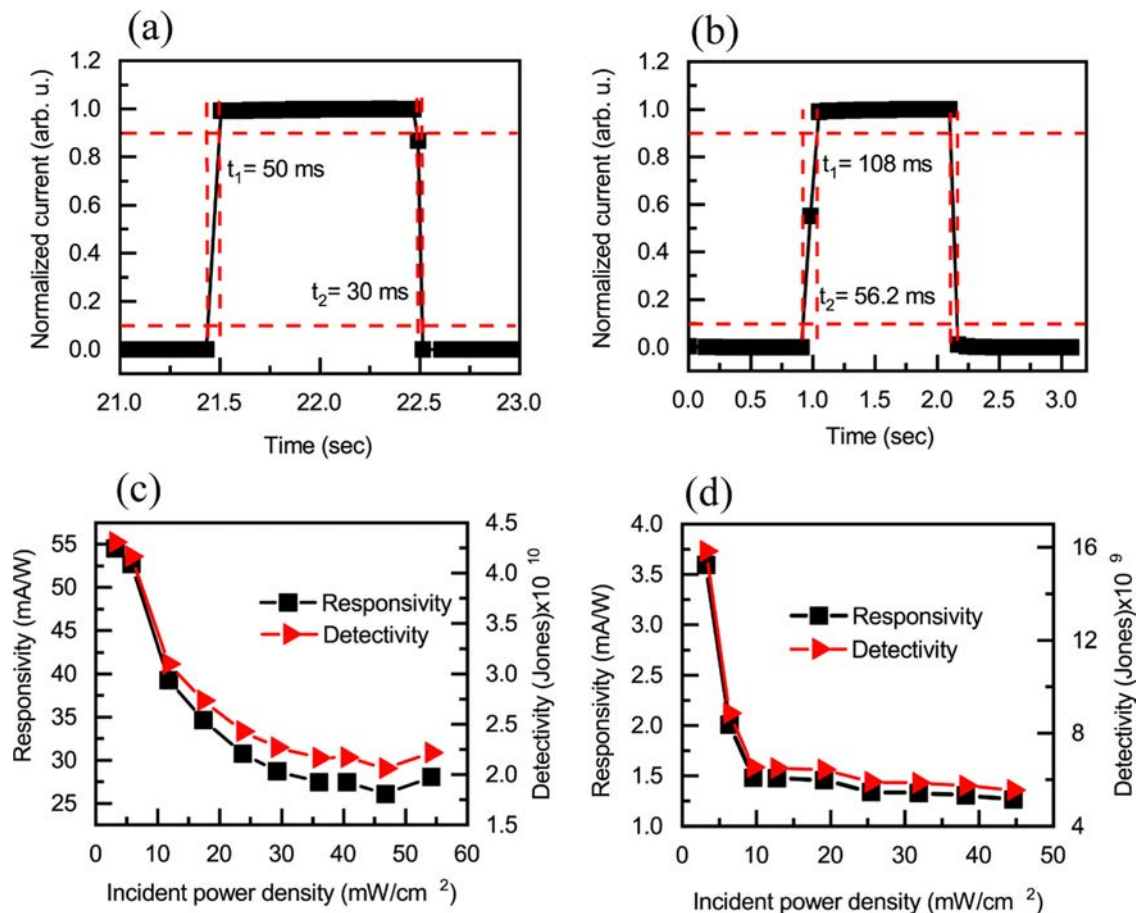 (a)
Normalized current (arb. u.)
1.2
1.0
0.8
0.6
0.4
0.2
0.0
t1= 50 ms
t2= 30 ms
21.0 21.5 22.0 22.5 23.0
Time (sec)
(b)
Normalized current (arb. u.)
1.2
1.0
0.8
0.6
0.4
0.2
0.0
t1= 108 ms
t2= 56.2 ms
0.0 0.5 1.0 1.5 2.0 2.5 3.0
Time (sec)
(c)
Responsivity (mA/W)
55
50
45
40
35
30
25
Responsivity
Detectivity
4.5
4.0
3.5
3.0
2.5
2.0
1.5
Detectivity (Jones)x10 10
0 10 20 30 40 50 60
Incident power density (mW/cm 2)
(d)
Responsivity (mA/W)
4.0
3.5
3.0
2.5
2.0
1.5
1.0
Responsivity
Detectivity
16
12
8
4
Detectivity (Jones)x10 9
0 10 20 30 40 50
Incident power density (mW/cm 2)